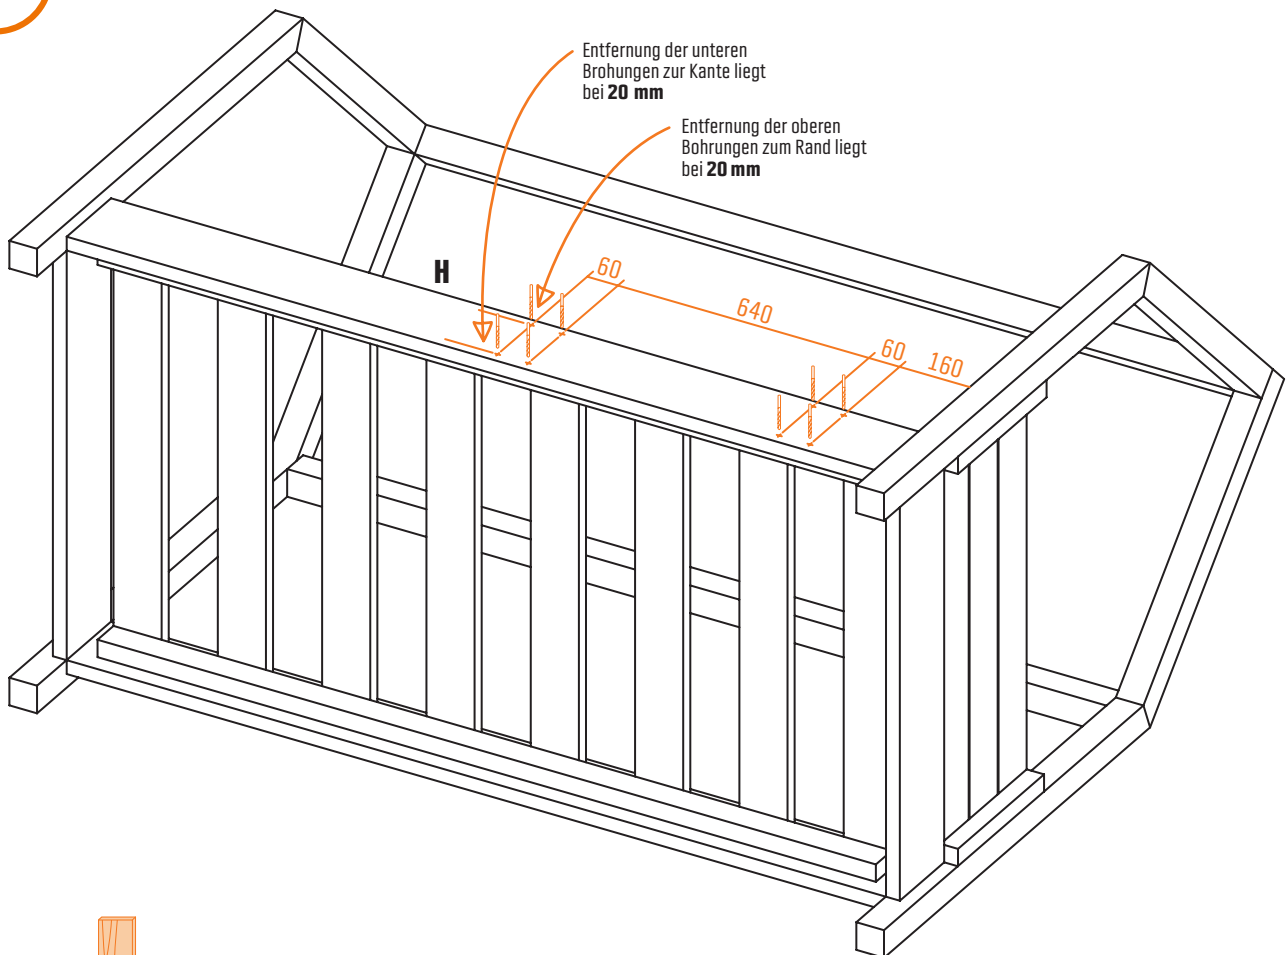 Entfernung der unteren
Brohungen zur Kante liegt
bei 20 mm
Entfernung der oberen
Bohrungen zum Rand liegt
bei 20 mm
H
60
640
60
160